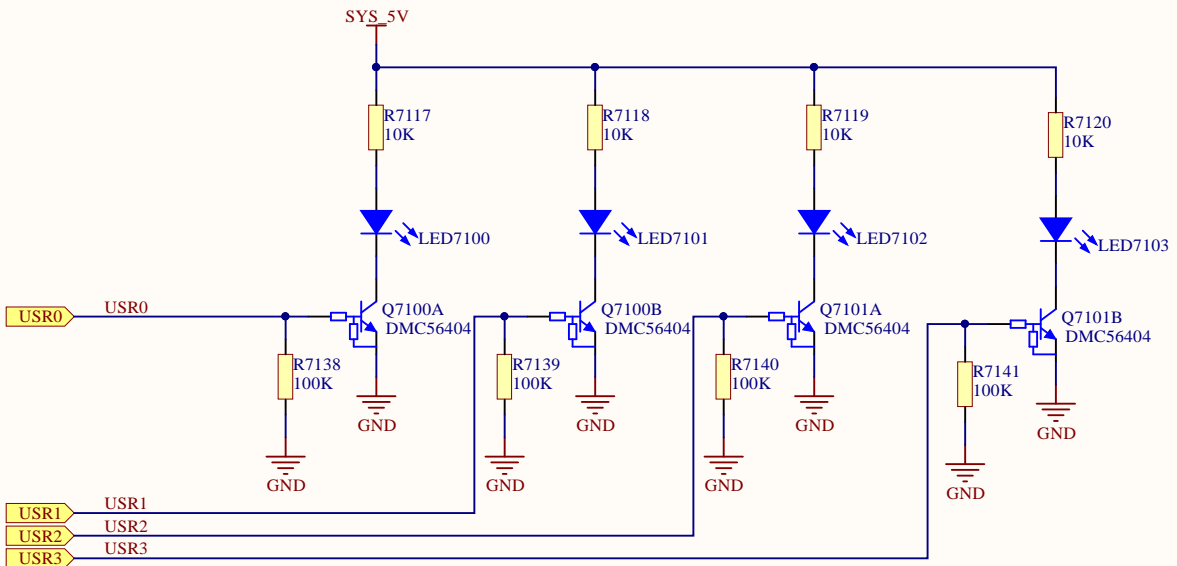 SYS_5V
R7117
10K
R7118
10K
R7119
10K
R7120
10K
LED7100
LED7101
LED7102
LED7103
USR0
USR0
Q7100A
DMC56404
Q7100B
DMC56404
Q7101A
DMC56404
Q7101B
DMC56404
R7138
100K
R7139
100K
R7140
100K
R7141
100K
GND
GND
GND
GND
GND
GND
GND
GND
USR1
USR1
USR2
USR2
USR3
USR3